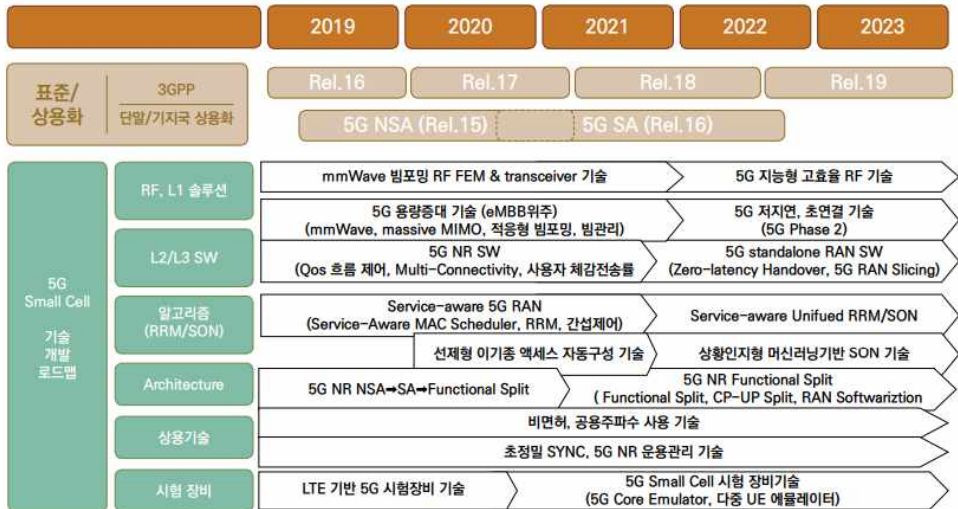 2019 2020 2021 2022 2023
표준/
상용화
3GPP
단말/기지국 상용화
Rel.16 Rel.17 Rel.18 Rel.19
5G NSA (Rel.15) 5G SA (Rel.16)
5G
Small Cell
기술
개발
로드맵
RF, L1 솔루션
mmWave 빔포밍 RF FEM & transceiver 기술
5G 지능형 고효율 RF 기술
5G 용량증대 기술 (eMBB위주)
(mmWave, massive MIMO, 적응형 빔포밍, 빔관리)
5G 저지연, 초연결 기술
(5G Phase 2)
L2/L3 SW
5G NR SW
(Qos 흐름 제어, Multi-Connectivity, 사용자 체감전송률
5G standalone RAN SW
(Zero-latency Handover, 5G RAN Slicing)
알고리즘
(RRM/SON)
Service-aware 5G RAN
(Service-Aware MAC Scheduler, RRM, 간섭제어)
Service-aware Unifued RRM/SON
선제형 이기종 액세스 자동구성 기술
상황인지형 머신러닝기반 SON 기술
Architecture
5G NR NSA➡SA➡Functional Split
5G NR Functional Split
( Functional Split, CP-UP Split, RAN Softwariztion
상용기술
비면허, 공용주파수 사용 기술
초정밀 SYNC, 5G NR 운용관리 기술
시험 장비
LTE 기반 5G 시험장비 기술
5G Small Cell 시험 장비기술
(5G Core Emulator, 다중 UE 에뮬레이터)